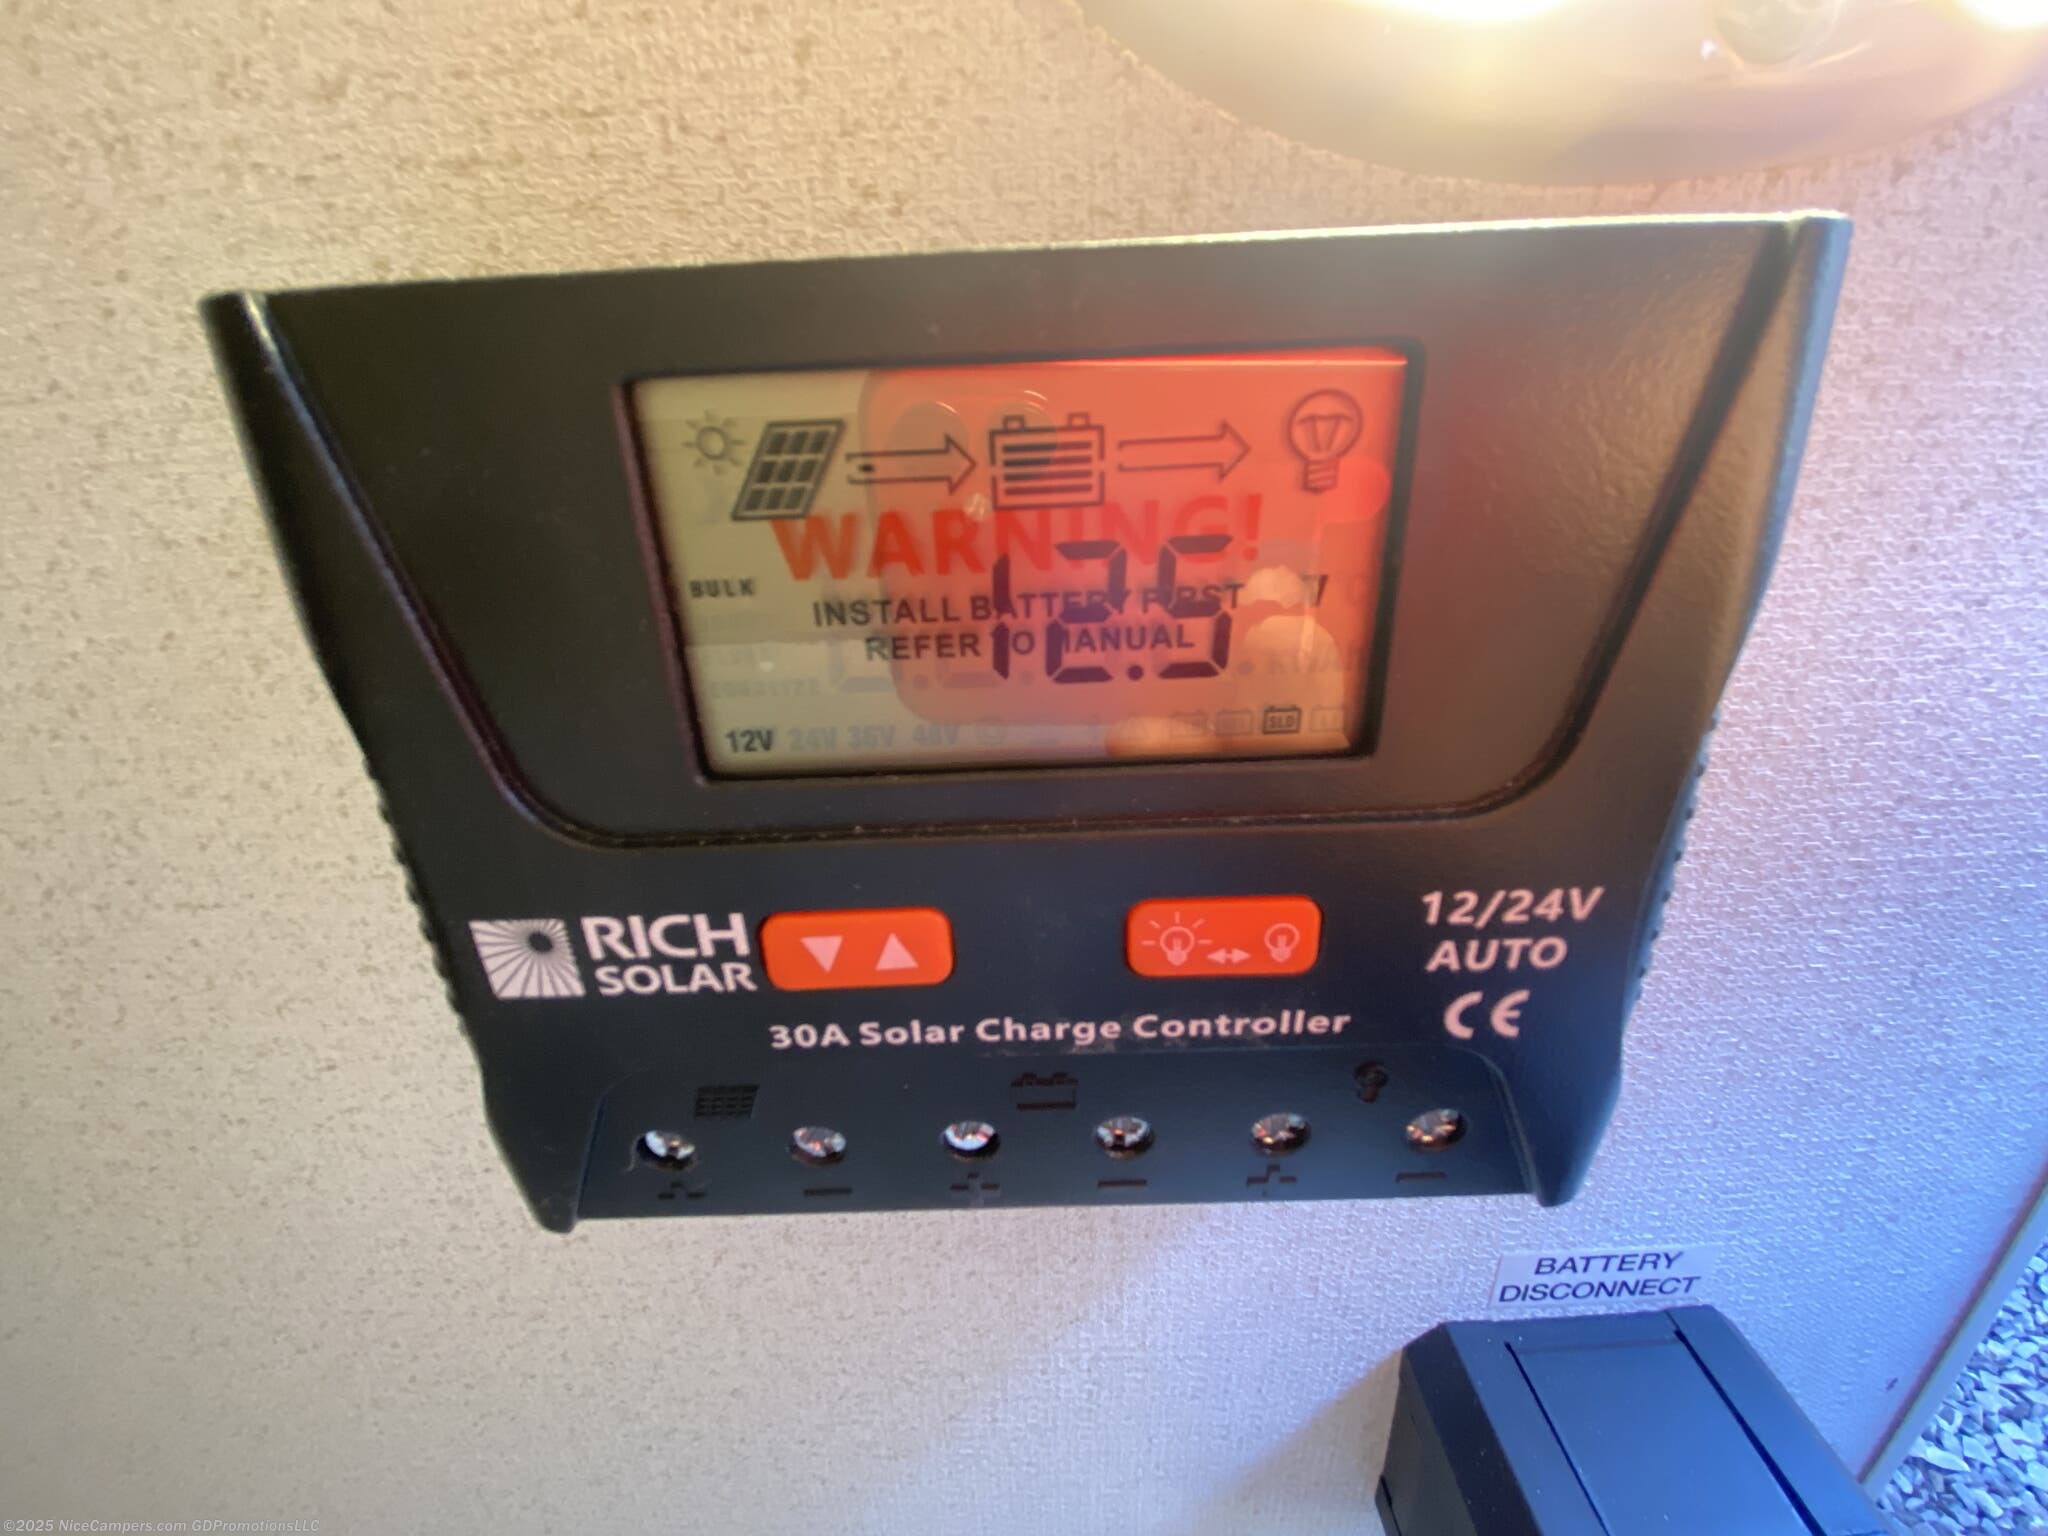 WARNING!
INSTALL BATTERY FIRST
REFER TO MANUAL
BULK
12.5 V
12V 24V 36V 48V SLD
RICH
SOLAR
12/24V
AUTO
CE
30A Solar Charge Controller
+ - + - + -
BATTERY
DISCONNECT
©2025 NiceCampers.com GDPromotionsLLC